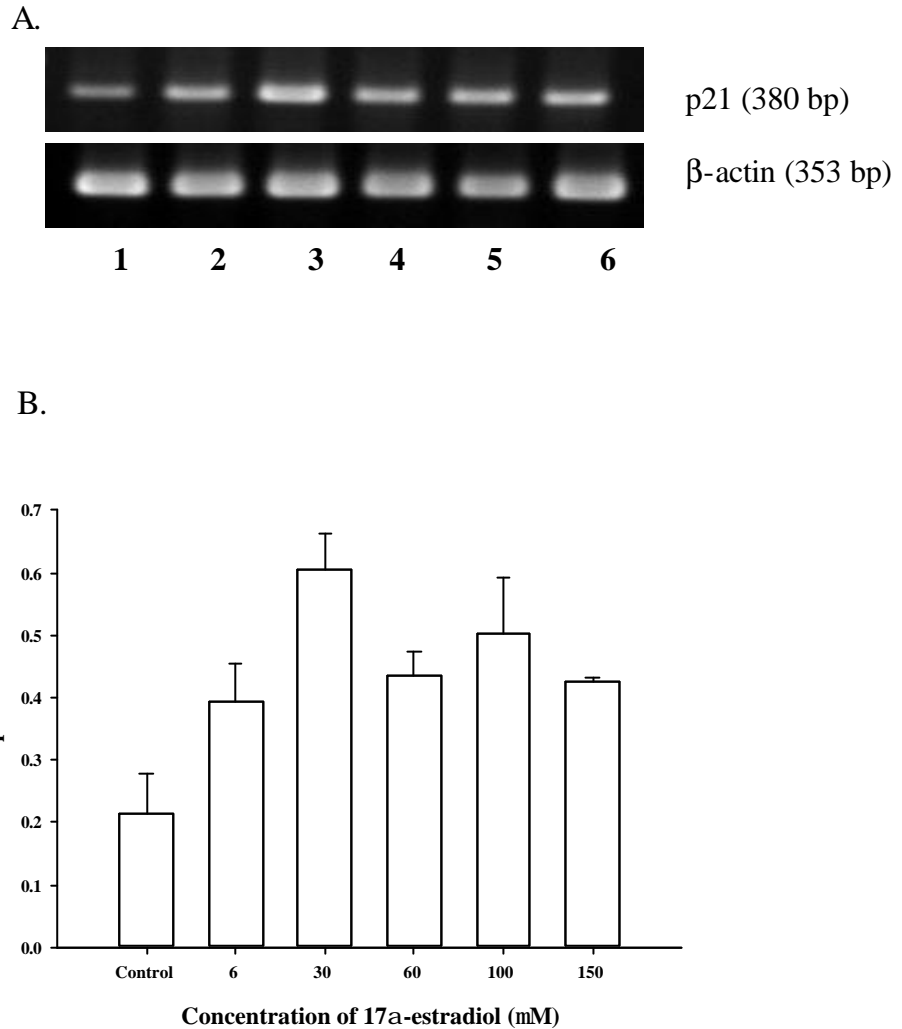 A.
p21 (380 bp)
β-actin (353 bp)
1 2 3 4 5 6
B.
0.7
0.6
0.5
0.4
0.3
0.2
0.1
0.0
Control 6 30 60 100 150
Concentration of 17a-estradiol (mM)